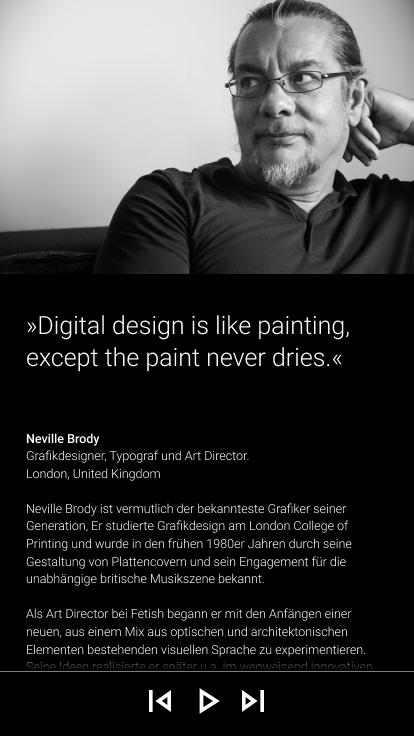 »Digital design is like painting,
except the paint never dries.«
Neville Brody
Grafikdesigner, Typograf und Art Director.
London, United Kingdom
Neville Brody ist vermutlich der bekannteste Grafiker seiner
Generation, Er studierte Grafikdesign am London College of
Printing und wurde in den frühen 1980er Jahren durch seine
Gestaltung von Plattencovern und sein Engagement für die
unabhängige britische Musikszene bekannt.
Als Art Director bei Fetish begann er mit den Anfängen einer
neuen, aus einem Mix aus optischen und architektonischen
Elementen bestehenden visuellen Sprache zu experimentieren.
Seine Ideen realisierte er später u.a. im wegweisend innovativen